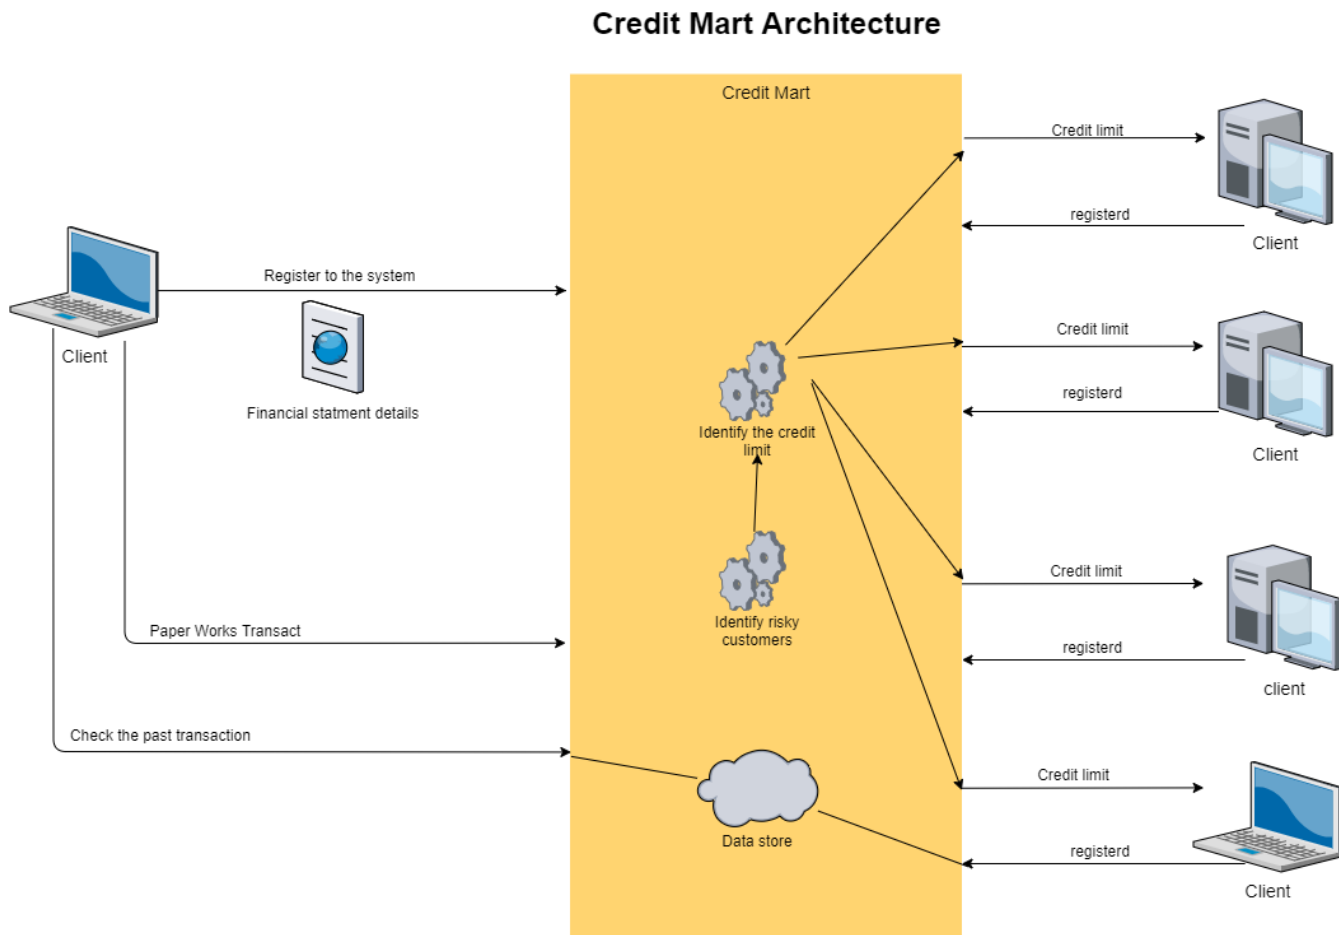 Credit Mart Architecture
Credit Mart
Credit limit
registerd
Client
Register to the system
Client
Financial statment details
Credit limit
registerd
Client
Identify the credit
limit
Identify risky
customers
Credit limit
registerd
client
Paper Works Transact
Check the past transaction
Data store
Credit limit
registerd
Client